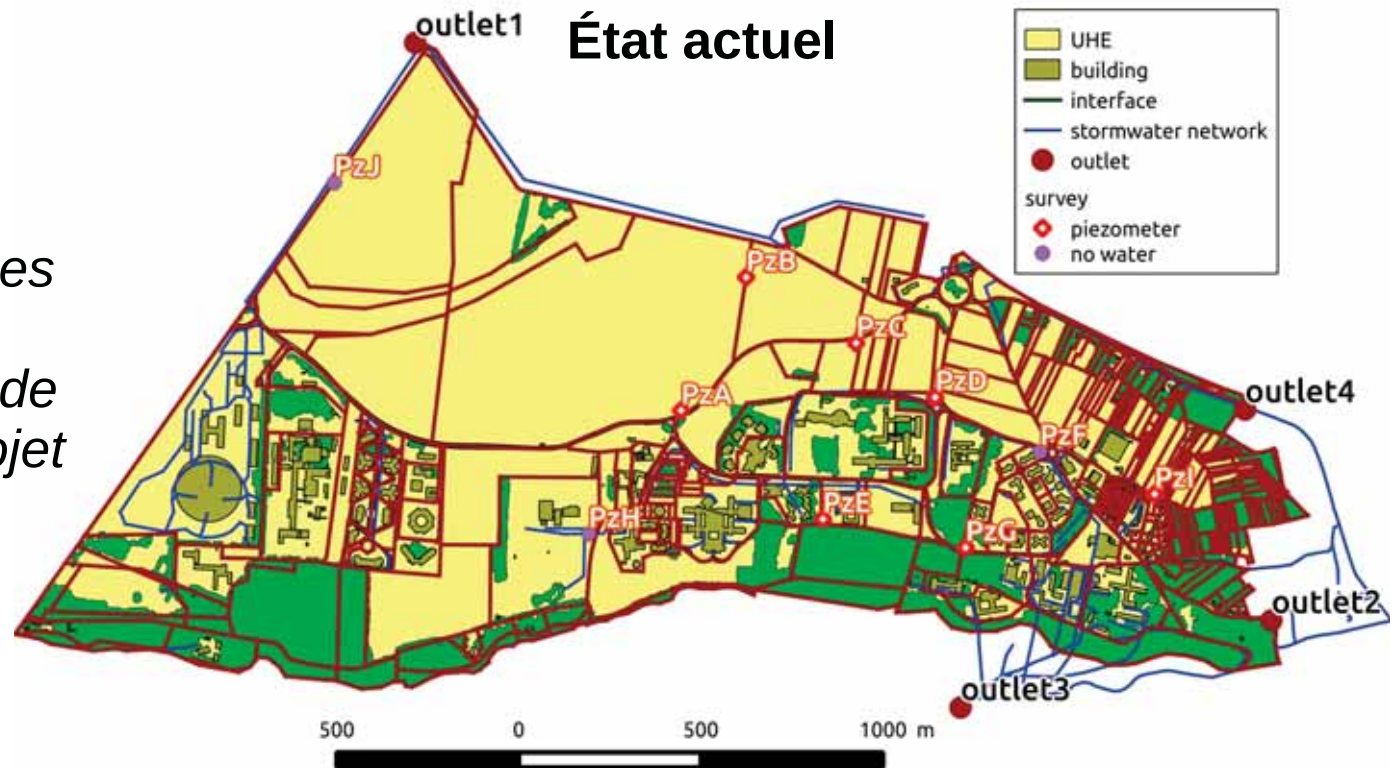 État actuel
outlet1
UHE
building
interface
stormwater network
outlet
survey
piezometer
no water
es
de
ojet
PzJ
PzB
PzC
PzA
PzD
outlet4
PzF
PzI
PzE
PzH
PzG
outlet2
outlet3
500 0 500 1000 m